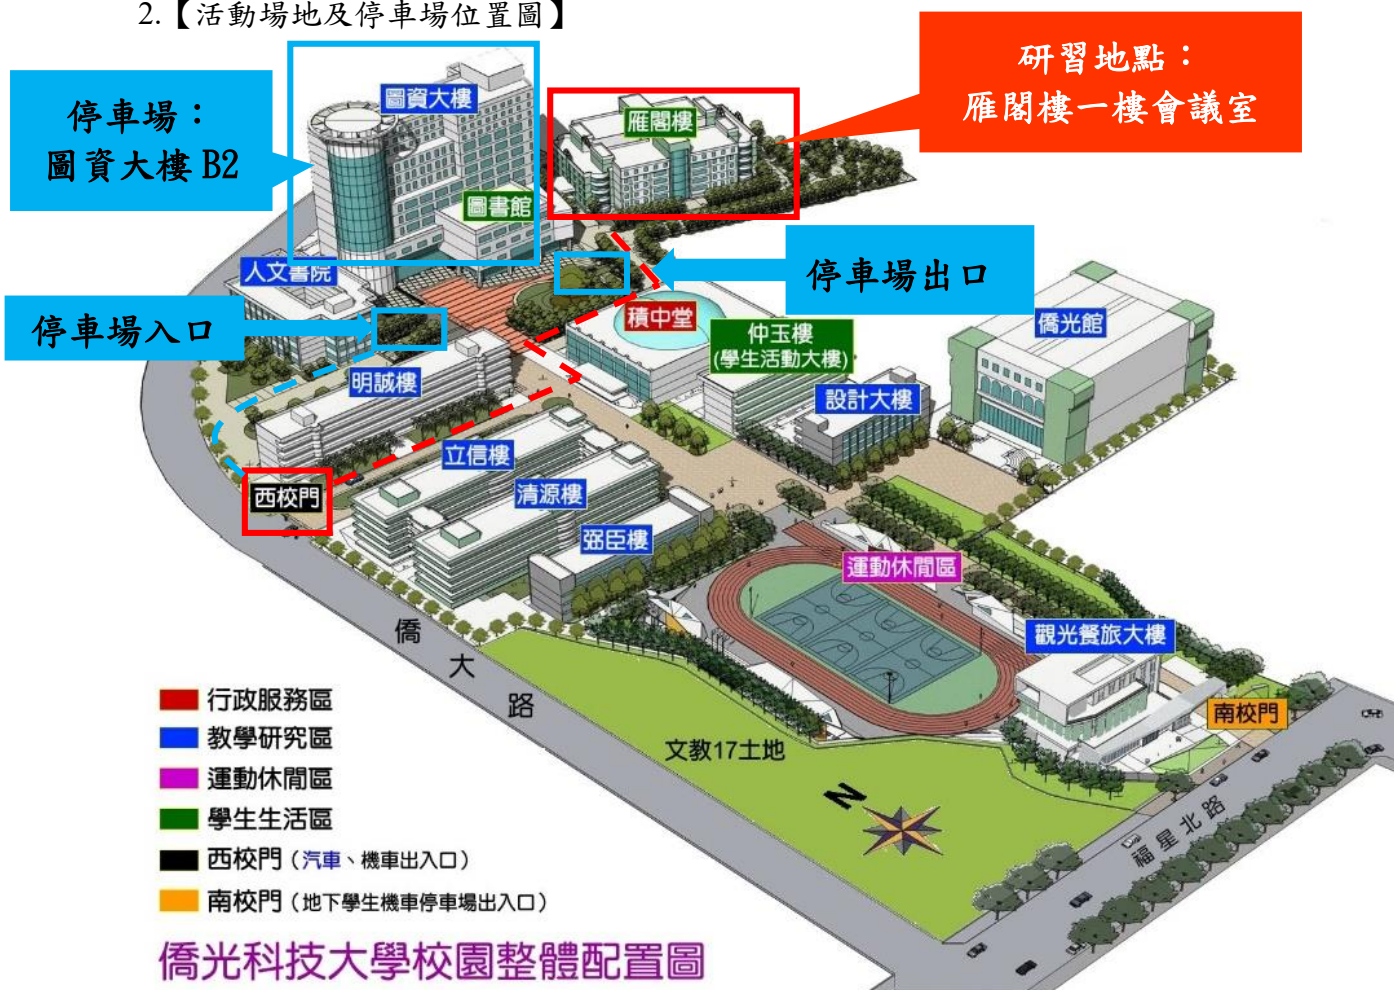 2.【活動場地及停車場位置圖】
研習地點：
雁閣樓一樓會議室
停車場：
圖資大樓 B2
圖資大樓
雁閣樓
圖書館
人文書院
停車場出口
停車場入口
積中堂
仲玉樓
(學生活動大樓)
僑光館
明誠樓
設計大樓
立信樓
西校門
清源樓
弼臣樓
運動休閒區
觀光餐旅大樓
南校門
僑大路
文教17土地
N
福星北路
行政服務區
教學研究區
運動休閒區
學生生活區
西校門（汽車、機車出入口）
南校門（地下學生機車停車場出入口）
僑光科技大學校園整體配置圖